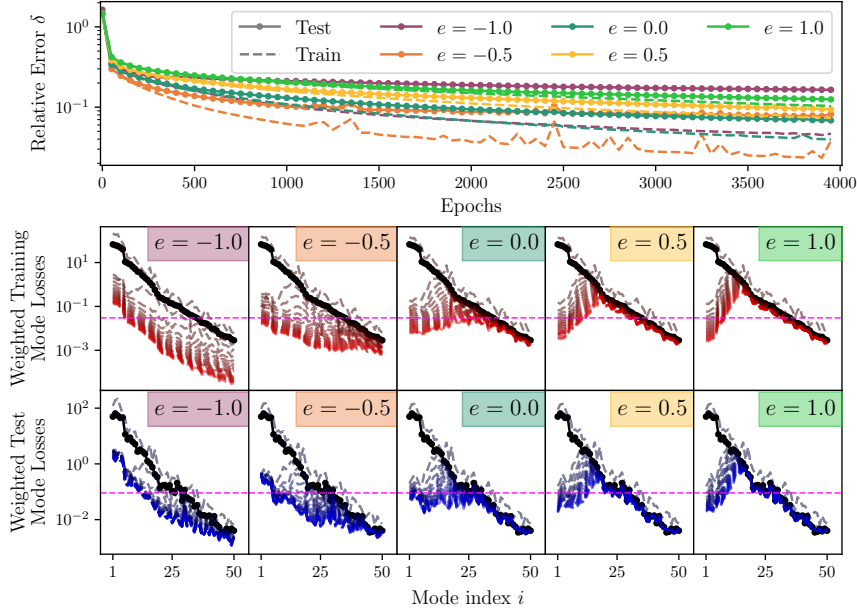 Relative Error δ
10^0
10^{-1}
Test
Train
e = −1.0
e = −0.5
e = 0.0
e = 0.5
e = 1.0
0 500 1000 1500 2000 2500 3000 3500 4000
Epochs
Weighted Training
Mode Losses
10^1
10^{-1}
10^{-3}
e = −1.0 e = −0.5 e = 0.0 e = 0.5 e = 1.0
Weighted Test
Mode Losses
10^2
10^0
10^{-2}
e = −1.0 e = −0.5 e = 0.0 e = 0.5 e = 1.0
1 25 50 1 25 50 1 25 50 1 25 50 1 25 50
Mode index i